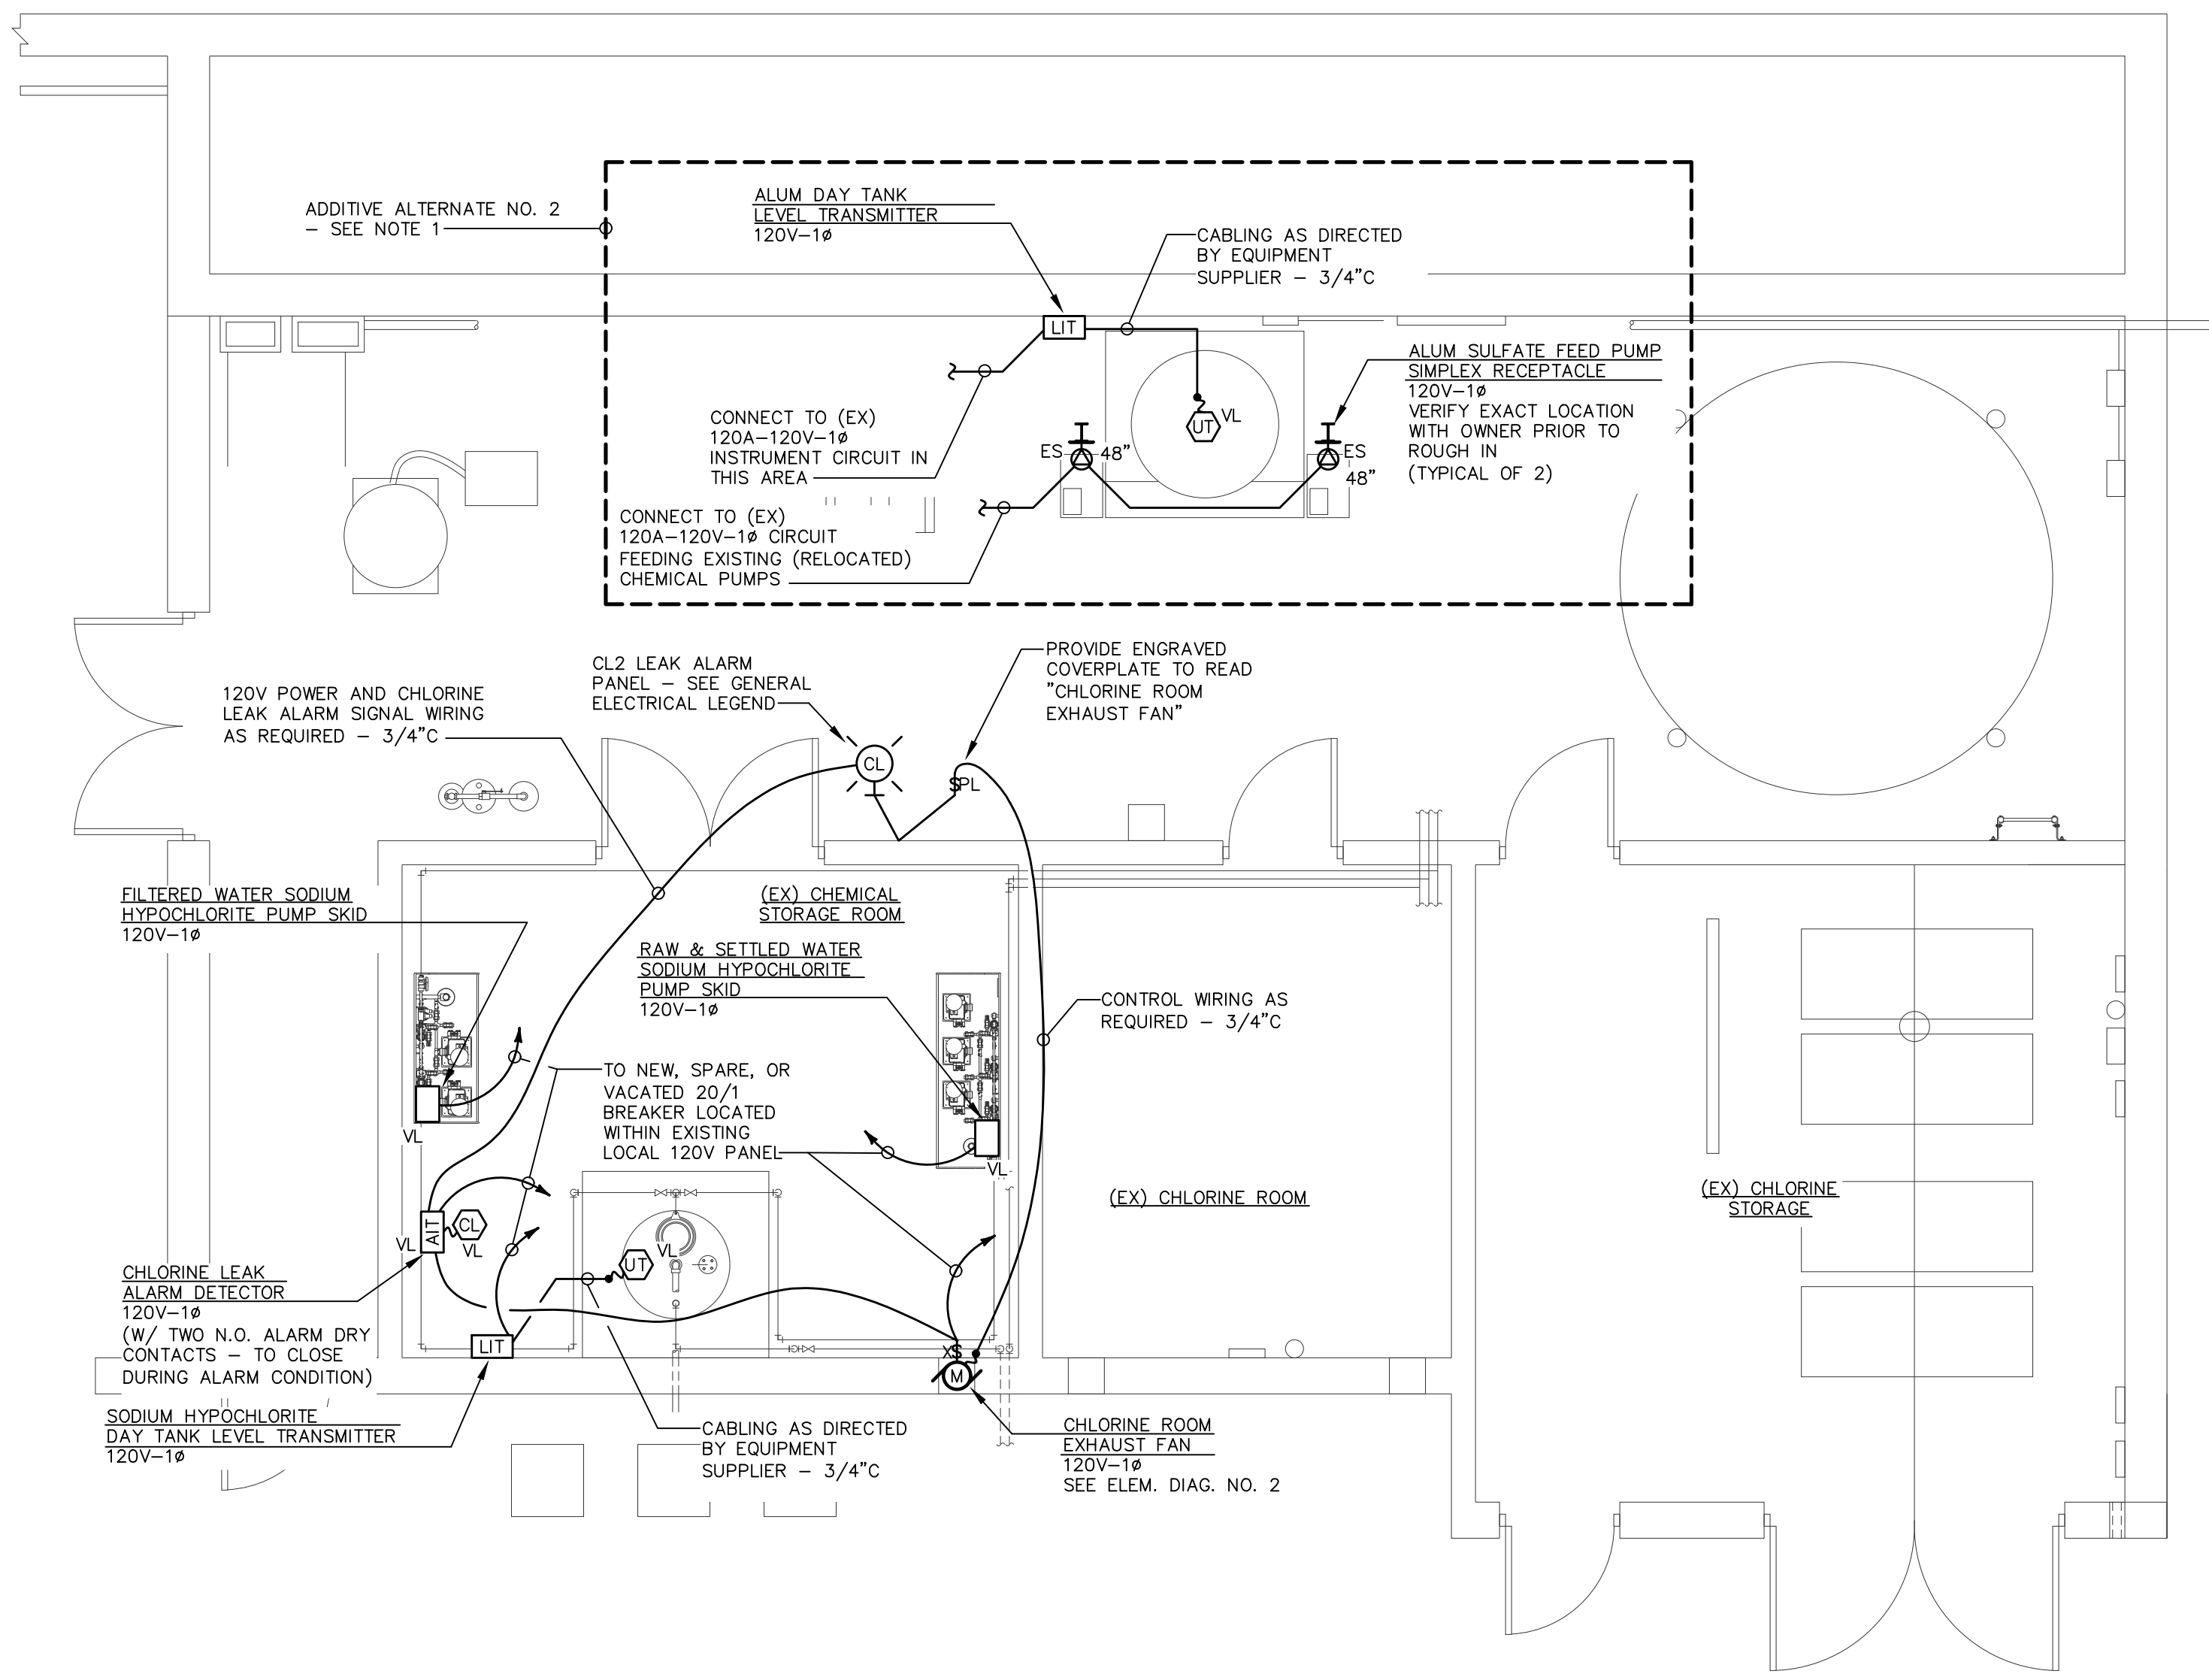 ADDITIVE ALTERNATE NO. 2
– SEE NOTE 1
ALUM DAY TANK
LEVEL TRANSMITTER
120V–1ø
CABLING AS DIRECTED
BY EQUIPMENT
SUPPLIER – 3/4"C
LIT
ALUM SULFATE FEED PUMP
SIMPLEX RECEPTACLE
120V–1ø
VERIFY EXACT LOCATION
WITH OWNER PRIOR TO
ROUGH IN
(TYPICAL OF 2)
UT
VL
CONNECT TO (EX)
120A–120V–1ø
INSTRUMENT CIRCUIT IN
THIS AREA
ES
48"
ES
48"
CONNECT TO (EX)
120A–120V–1ø CIRCUIT
FEEDING EXISTING (RELOCATED)
CHEMICAL PUMPS
120V POWER AND CHLORINE
LEAK ALARM SIGNAL WIRING
AS REQUIRED – 3/4"C
CL2 LEAK ALARM
PANEL – SEE GENERAL
ELECTRICAL LEGEND
PROVIDE ENGRAVED
COVERPLATE TO READ
"CHLORINE ROOM
EXHAUST FAN"
CL
$PL
FILTERED WATER SODIUM
HYPOCHLORITE PUMP SKID
120V–1ø
(EX) CHEMICAL
STORAGE ROOM
RAW & SETTLED WATER
SODIUM HYPOCHLORITE
PUMP SKID
120V–1ø
CONTROL WIRING AS
REQUIRED – 3/4"C
TO NEW, SPARE, OR
VACATED 20/1
BREAKER LOCATED
WITHIN EXISTING
LOCAL 120V PANEL
VL
VL
(EX) CHLORINE ROOM
(EX) CHLORINE
STORAGE
AIT
CL
VL
VL
UT
VL
CHLORINE LEAK
ALARM DETECTOR
120V–1ø
(W/ TWO N.O. ALARM DRY
CONTACTS – TO CLOSE
DURING ALARM CONDITION)
LIT
X$
M
SODIUM HYPOCHLORITE
DAY TANK LEVEL TRANSMITTER
120V–1ø
CABLING AS DIRECTED
BY EQUIPMENT
SUPPLIER – 3/4"C
CHLORINE ROOM
EXHAUST FAN
120V–1ø
SEE ELEM. DIAG. NO. 2